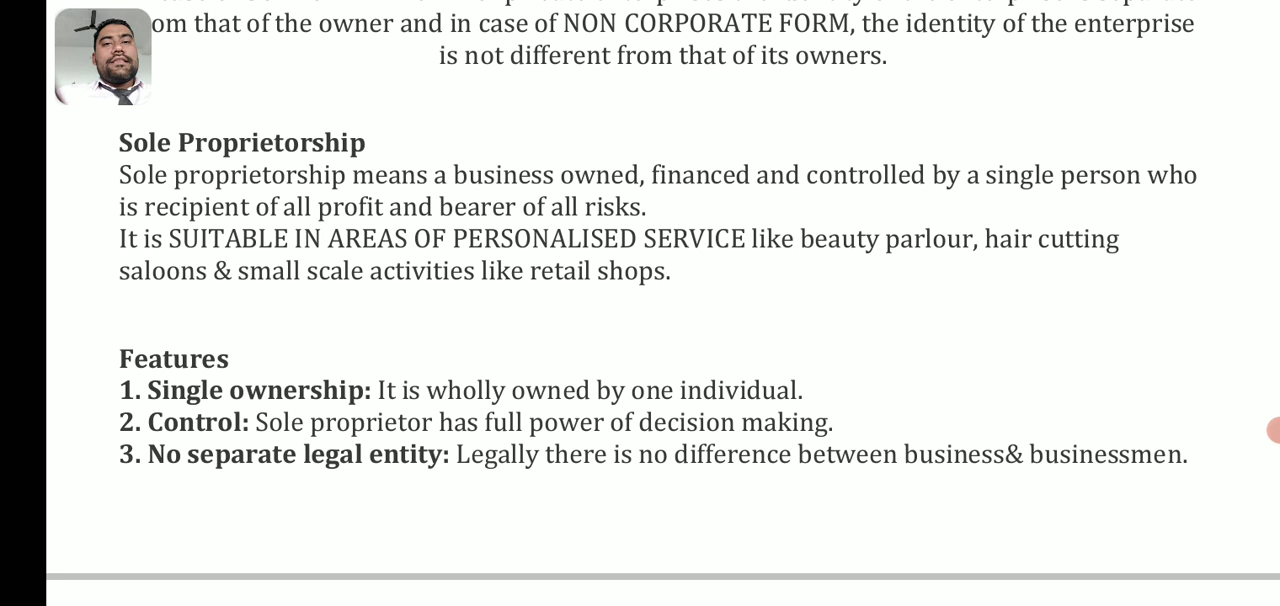 om that of the owner and in case of NON CORPORATE FORM, the identity of the enterprise
is not different from that of its owners.
Sole Proprietorship
Sole proprietorship means a business owned, financed and controlled by a single person who
is recipient of all profit and bearer of all risks.
It is SUITABLE IN AREAS OF PERSONALISED SERVICE like beauty parlour, hair cutting
saloons & small scale activities like retail shops.
Features
1. Single ownership: It is wholly owned by one individual.
2. Control: Sole proprietor has full power of decision making.
3. No separate legal entity: Legally there is no difference between business& businessmen.